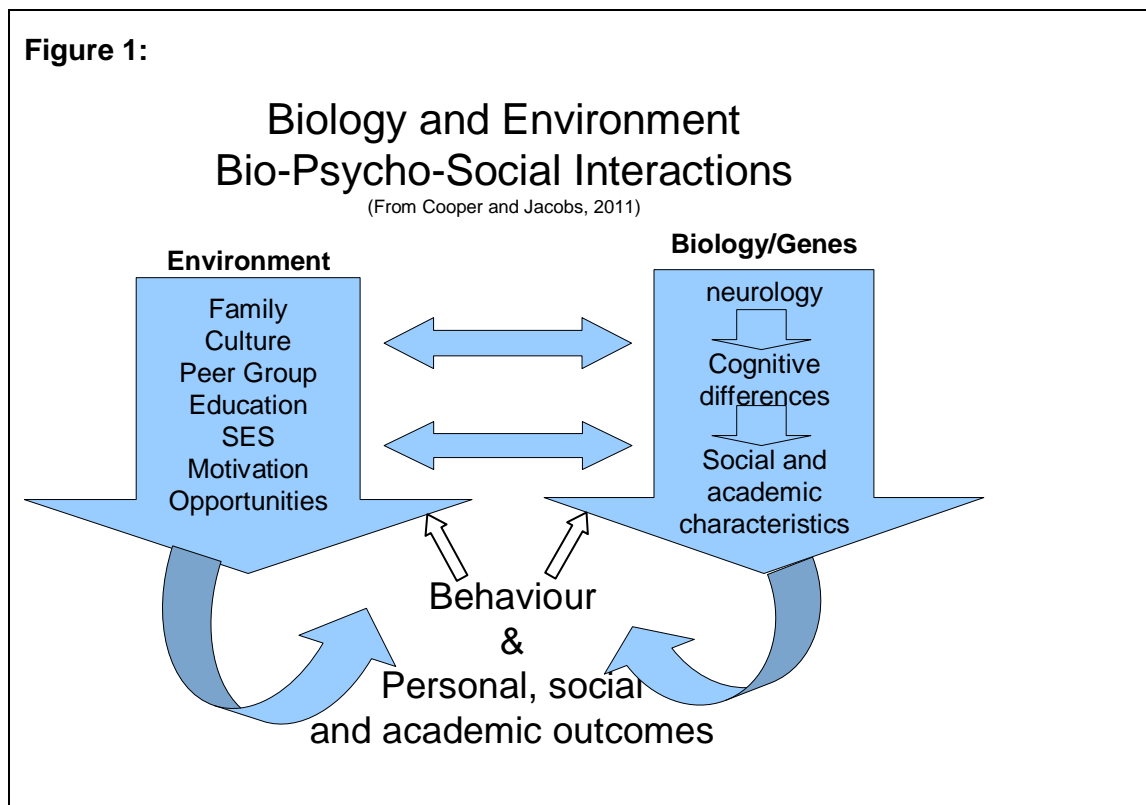 Figure 1:
Biology and Environment
Bio-Psycho-Social Interactions
(From Cooper and Jacobs, 2011)
Environment
Family
Culture
Peer Group
Education
SES
Motivation
Opportunities
Biology/Genes
neurology
Cognitive
differences
Social and
academic
characteristics
Behaviour
&
Personal, social
and academic outcomes